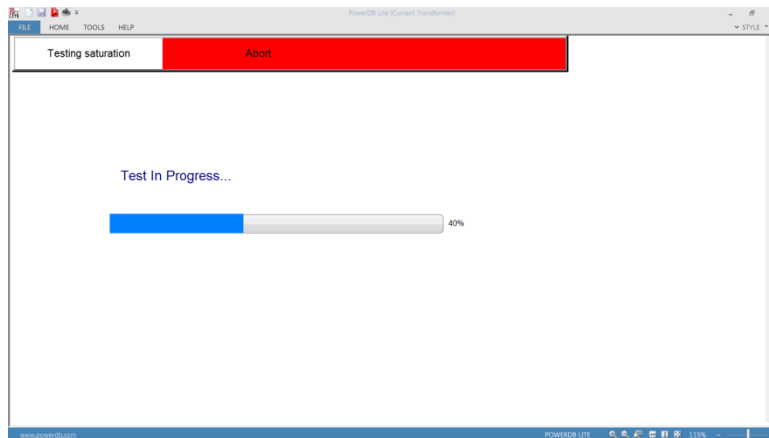 PowerDB Lite (Current Transformer)
FILE HOME TOOLS HELP STYLE
Testing saturation Abort
Test In Progress...
40%
www.powerdb.com POWERDB LITE 115%